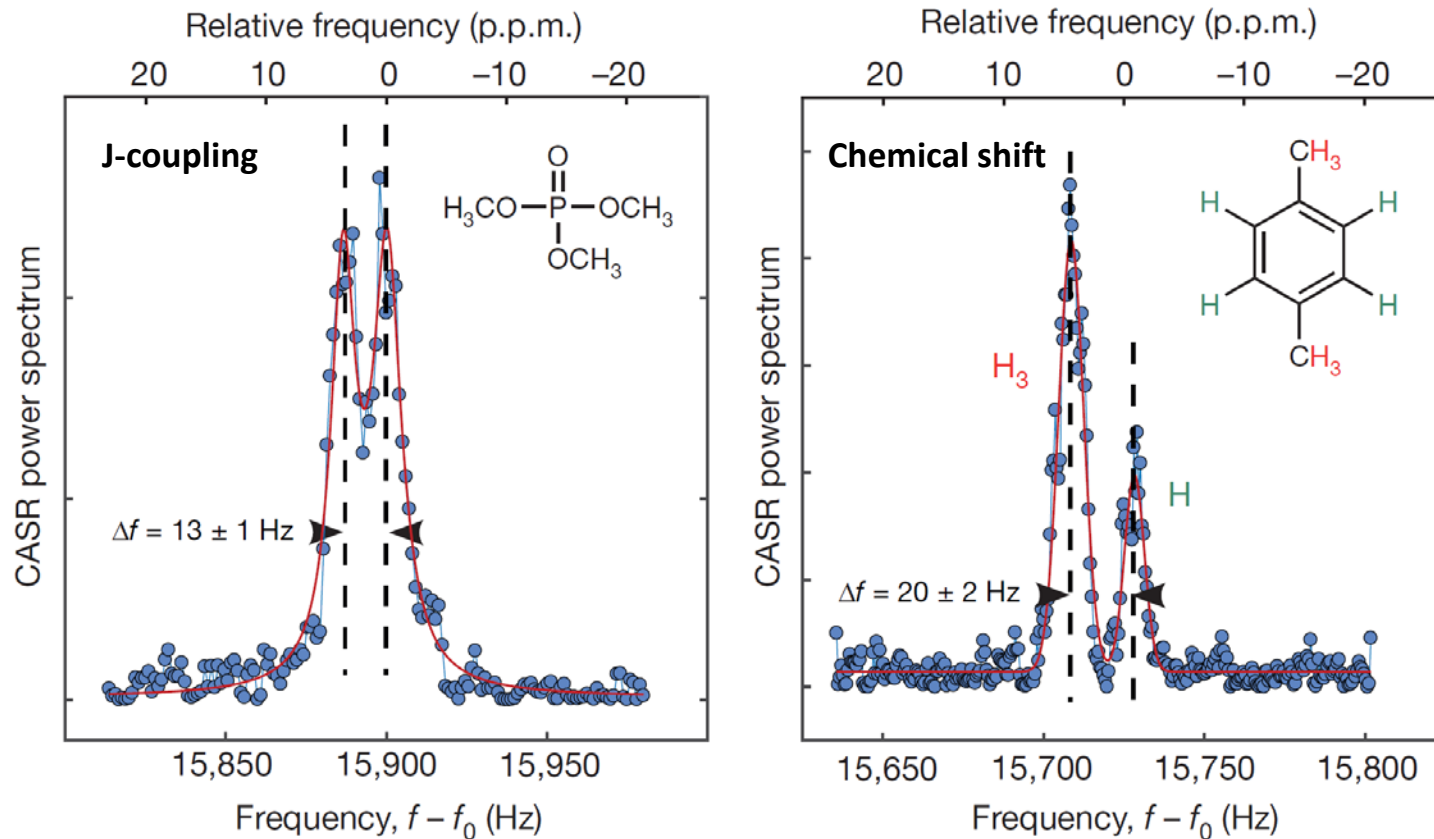 Relative frequency (p.p.m.)
20 10 0 –10 –20
J-coupling
O
H₃CO P OCH₃
OCH₃
CASR power spectrum
Δf = 13 ± 1 Hz
15,850 15,900 15,950
Frequency, f – f₀ (Hz)
Relative frequency (p.p.m.)
20 10 0 –10 –20
Chemical shift
CH₃
H H
H H
CH₃
H₃
H
CASR power spectrum
Δf = 20 ± 2 Hz
15,650 15,700 15,750 15,800
Frequency, f – f₀ (Hz)